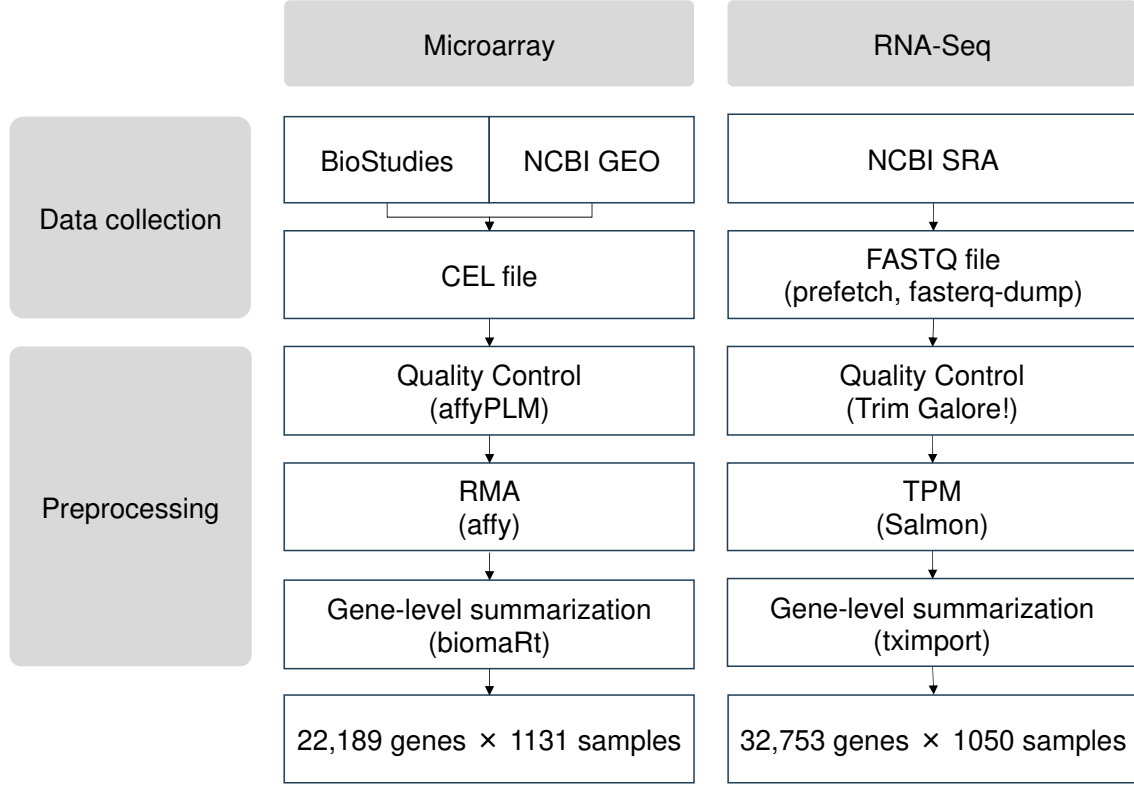 Microarray
RNA-Seq
Data collection
BioStudies
NCBI GEO
NCBI SRA
CEL file
FASTQ file
(prefetch, fasterq-dump)
Preprocessing
Quality Control
(affyPLM)
Quality Control
(Trim Galore!)
RMA
(affy)
TPM
(Salmon)
Gene-level summarization
(biomaRt)
Gene-level summarization
(tximport)
22,189 genes × 1131 samples
32,753 genes × 1050 samples